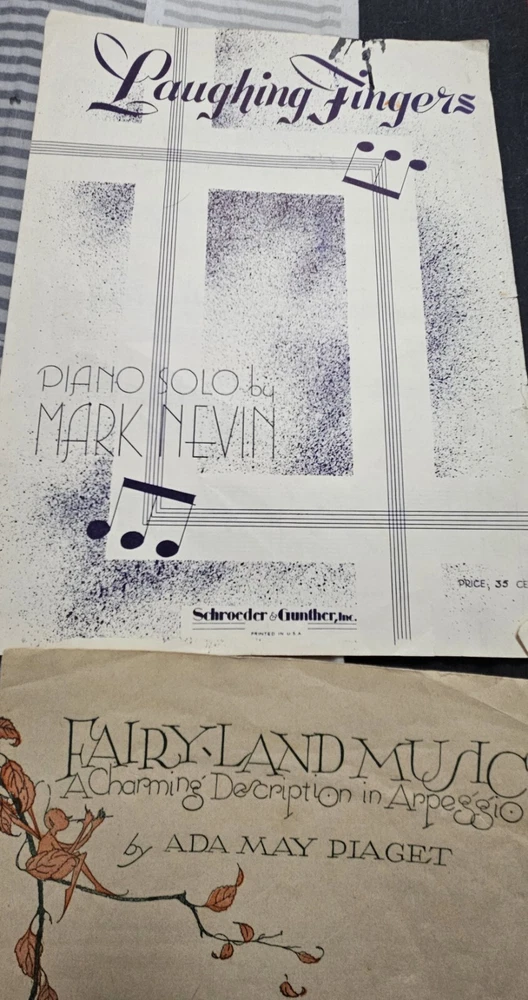 Laughing Fingers
PIANO SOLO by
MARK NEVIN
PRICE, 35
Schroeder & Gunther, Inc.
PRINTED IN U.S.A
FAIRY·LAND MUSIC
A Charming Description in Arpeggio
by ADA MAY PIAGET